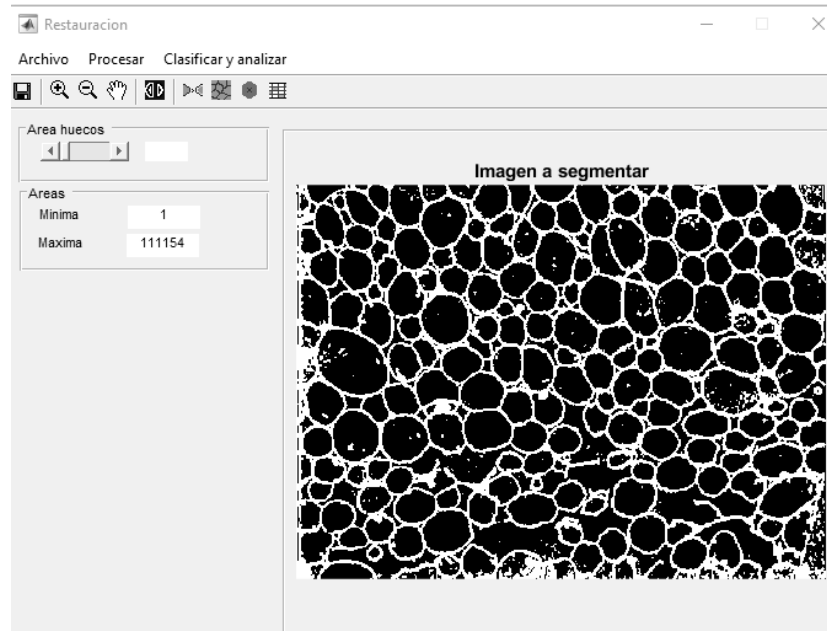 Restauracion
Archivo Procesar Clasificar y analizar
Area huecos
Areas
Minima 1
Maxima 111154
Imagen a segmentar